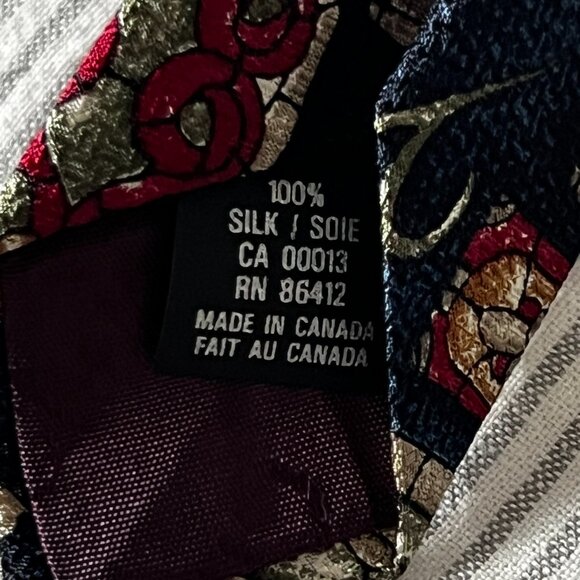 100%
SILK / SOIE
CA 00013
RN 86412
MADE IN CANADA
FAIT AU CANADA